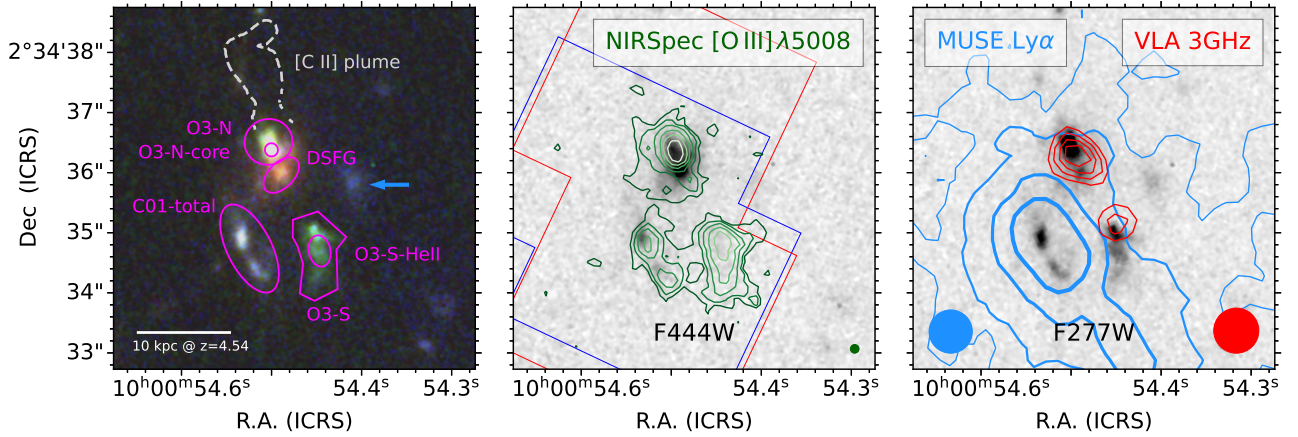 2°34'38"
37"
36"
35"
34"
33"
Dec (ICRS)
[C II] plume
O3-N
O3-N-core
DSFG
C01-total
O3-S-HeII
O3-S
10 kpc @ z=4.54
10ʰ00ᵐ54.6ˢ
54.4ˢ
54.3ˢ
R.A. (ICRS)
NIRSpec [O III] λ5008
F444W
10ʰ00ᵐ54.6ˢ
54.4ˢ
54.3ˢ
R.A. (ICRS)
MUSE Lyα
VLA 3GHz
F277W
10ʰ00ᵐ54.6ˢ
54.4ˢ
54.3ˢ
R.A. (ICRS)